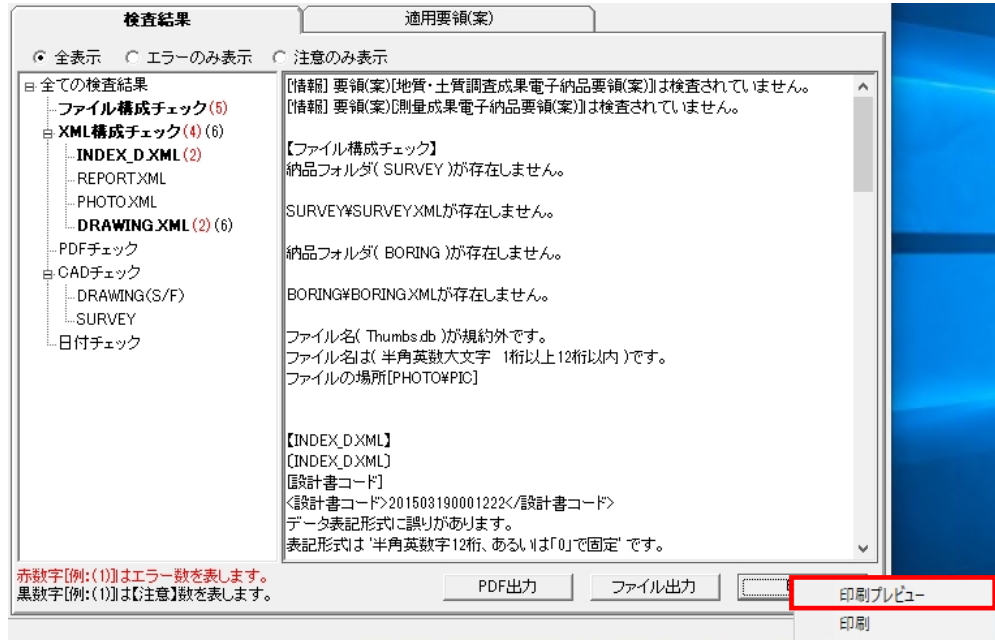 検査結果
適用要領(案)
全表示 エラーのみ表示 注意のみ表示
全ての検査結果
ファイル構成チェック(5)
XML構成チェック(4)(6)
INDEX_D.XML(2)
REPORT.XML
PHOTO.XML
DRAWING.XML(2)(6)
PDFチェック
CADチェック
DRAWING(S/F)
SURVEY
日付チェック
[情報] 要領(案)[地質・土質調査成果電子納品要領(案)]は検査されていません。
[情報] 要領(案)[測量成果電子納品要領(案)]は検査されていません。
【ファイル構成チェック】
納品フォルダ( SURVEY )が存在しません。
SURVEY¥SURVEY.XMLが存在しません。
納品フォルダ( BORING )が存在しません。
BORING¥BORING.XMLが存在しません。
ファイル名( Thumbs.db )が規約外です。
ファイル名は( 半角英数大文字 1桁以上12桁以内 )です。
ファイルの場所[PHOTO¥PIC]
【INDEX_D.XML】
〔INDEX_D.XML〕
[設計書コード]
<設計書コード>201503190001222</設計書コード>
データ表記形式に誤りがあります。
表記形式は '半角英数字12桁、あるいは「0」で固定' です。
赤数字[例:(1)]はエラー数を表します。
黒数字[例:(1)]は【注意】数を表します。
PDF出力
ファイル出力
印刷プレビュー
印刷